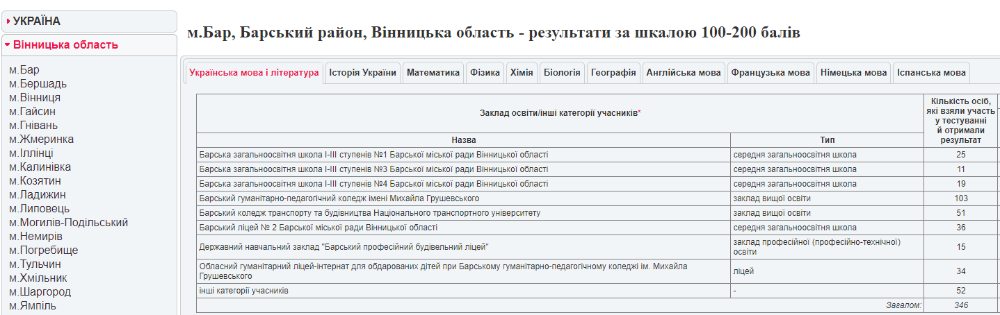 УКРАЇНА
Вінницька область
м.Бар
м.Бершадь
м.Вінниця
м.Гайсин
м.Гнівань
м.Жмеринка
м.Іллінці
м.Калинівка
м.Козятин
м.Ладижин
м.Липовець
м.Могилів-Подільський
м.Немирів
м.Погребище
м.Тульчин
м.Хмільник
м.Шаргород
м.Ямпіль
м.Бар, Барський район, Вінницька область - результати за шкалою 100-200 балів
Українська мова і література Історія України Математика Фізика Хімія Біологія Географія Англійська мова Французька мова Німецька мова Іспанська мова
Заклад освіти/інші категорії учасників*
Кількість осіб,
які взяли участь
у тестуванні
й отримали
результат
Назва Тип
Барська загальноосвітня школа І-ІІІ ступенів №1 Барської міської ради Вінницької області середня загальноосвітня школа 25
Барська загальноосвітня школа І-ІІІ ступенів №3 Барської міської ради Вінницької області середня загальноосвітня школа 11
Барська загальноосвітня школа І-ІІІ ступенів №4 Барської міської ради Вінницької області середня загальноосвітня школа 19
Барський гуманітарно-педагогічний коледж імені Михайла Грушевського заклад вищої освіти 103
Барський коледж транспорту та будівництва Національного транспортного університету заклад вищої освіти 51
Барський ліцей № 2 Барської міської ради Вінницької області середня загальноосвітня школа 36
Державний навчальний заклад "Барський професійний будівельний ліцей" заклад професійної (професійно-технічної)
освіти 15
Обласний гуманітарний ліцей-інтернат для обдарованих дітей при Барському гуманітарно-педагогічному коледжі ім. Михайла
Грушевського ліцей 34
інші категорії учасників - 52
Загалом: 346